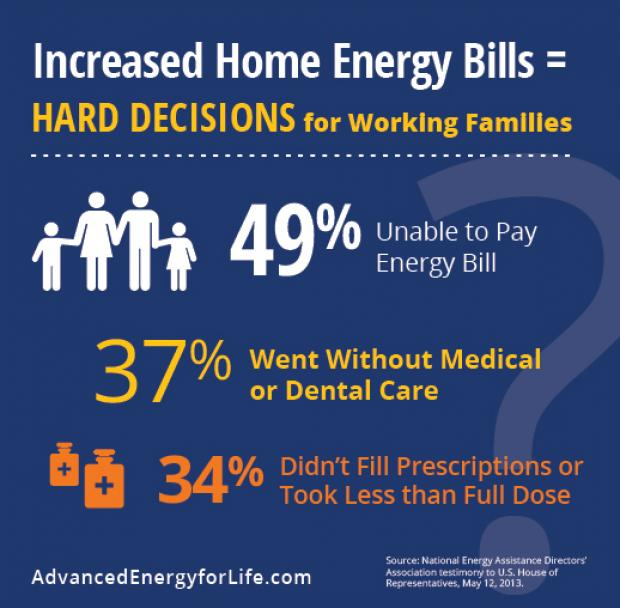 Increased Home Energy Bills =
HARD DECISIONS for Working Families
49% Unable to Pay
Energy Bill
37% Went Without Medical
or Dental Care
34% Didn't Fill Prescriptions or
Took Less than Full Dose
AdvancedEnergyforLife.com
Source: National Energy Assistance Directors'
Association testimony to U.S. House of
Representatives, May 12, 2013.